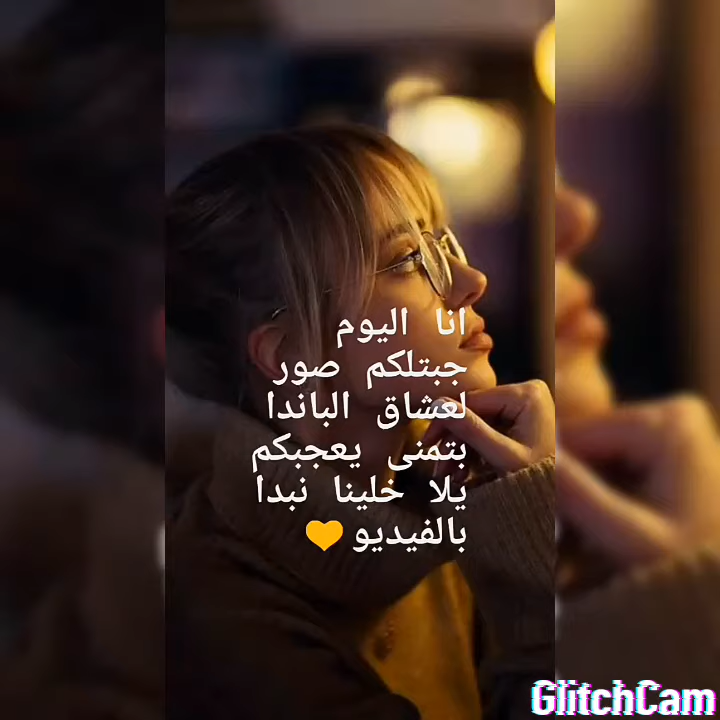 انا اليوم
جبتلكم صور
لعشاق الباندا
بتمنى يعجبكم
يلا خلينا نبدا
بالفيديو 🧡
GlitchCam